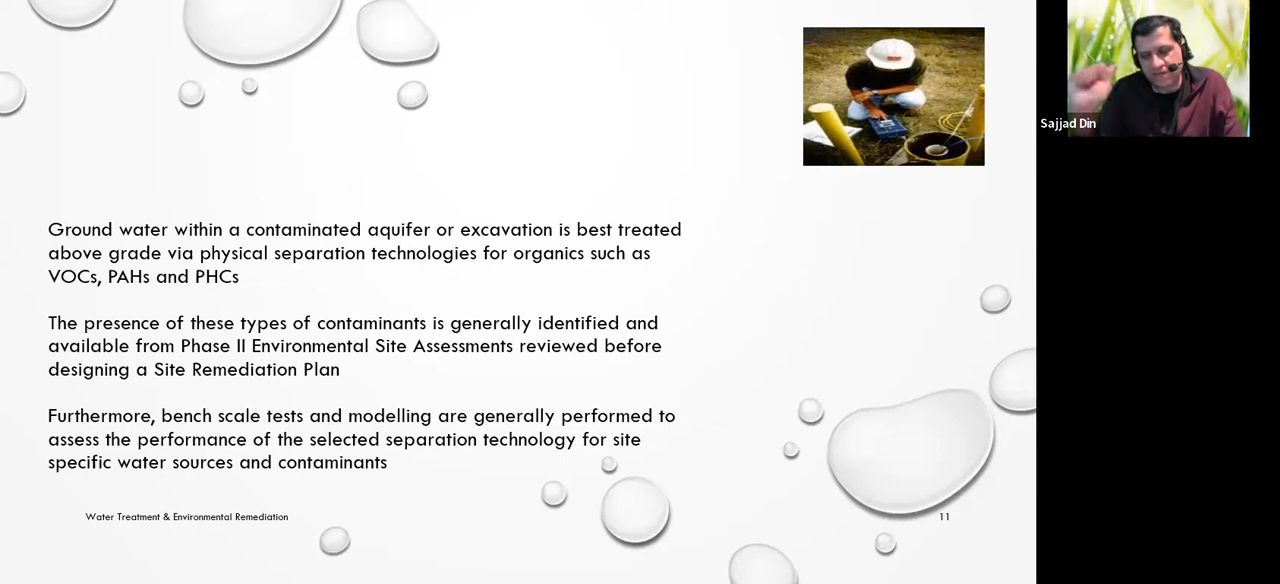 Ground water within a contaminated aquifer or excavation is best treated
above grade via physical separation technologies for organics such as
VOCs, PAHs and PHCs
The presence of these types of contaminants is generally identified and
available from Phase II Environmental Site Assessments reviewed before
designing a Site Remediation Plan
Furthermore, bench scale tests and modelling are generally performed to
assess the performance of the selected separation technology for site
specific water sources and contaminants
Water Treatment & Environmental Remediation
11
Sajjad Din